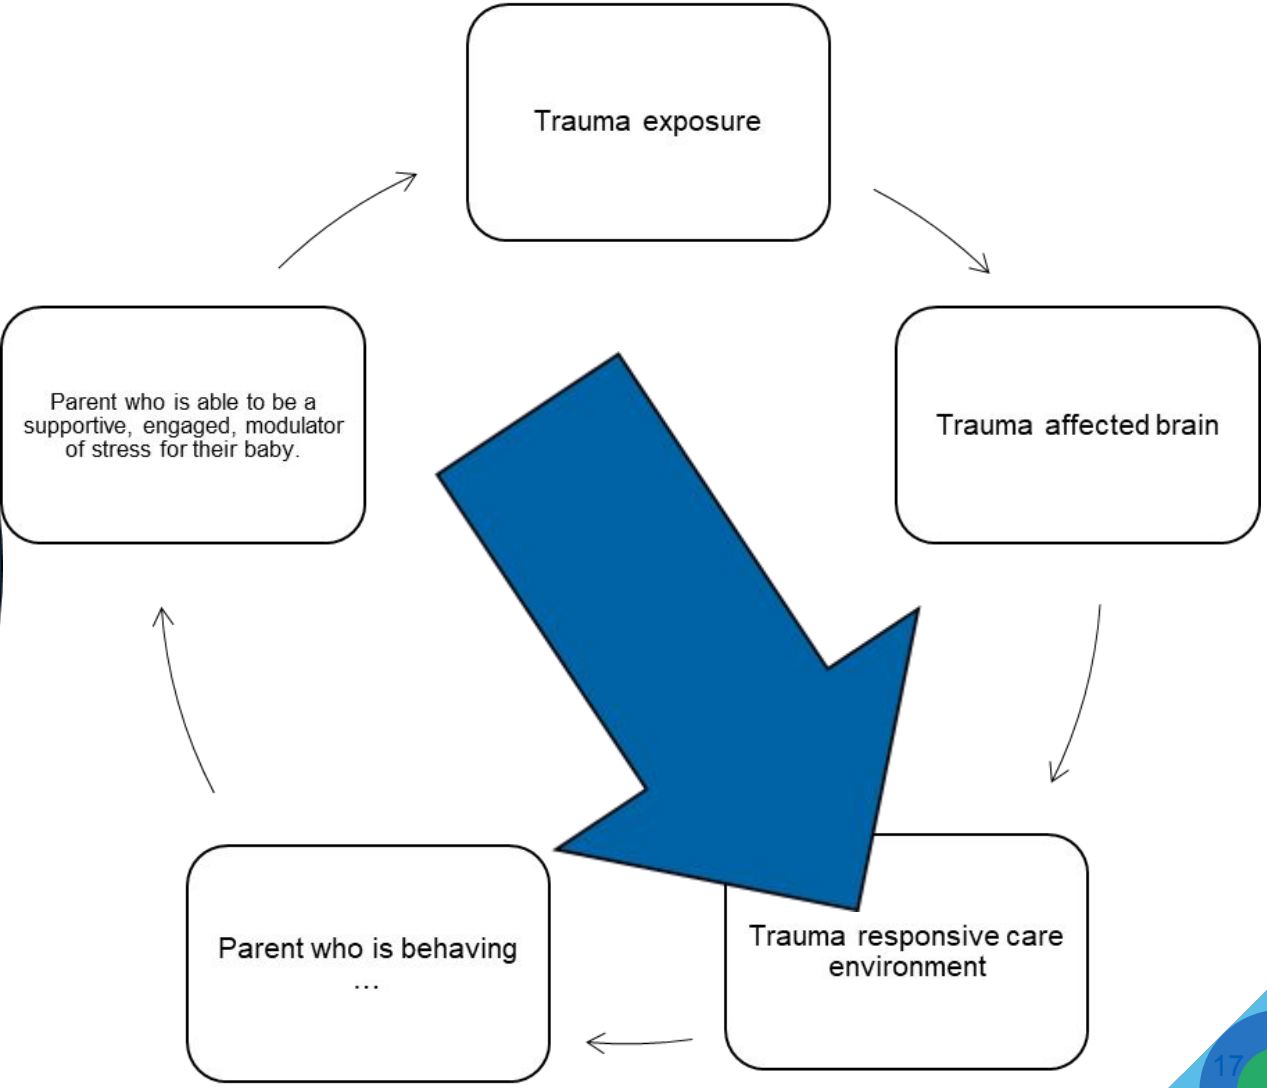 Trauma exposure
Trauma affected brain
Trauma responsive care
environment
Parent who is behaving
...
Parent who is able to be a
supportive, engaged, modulator
of stress for their baby.
17